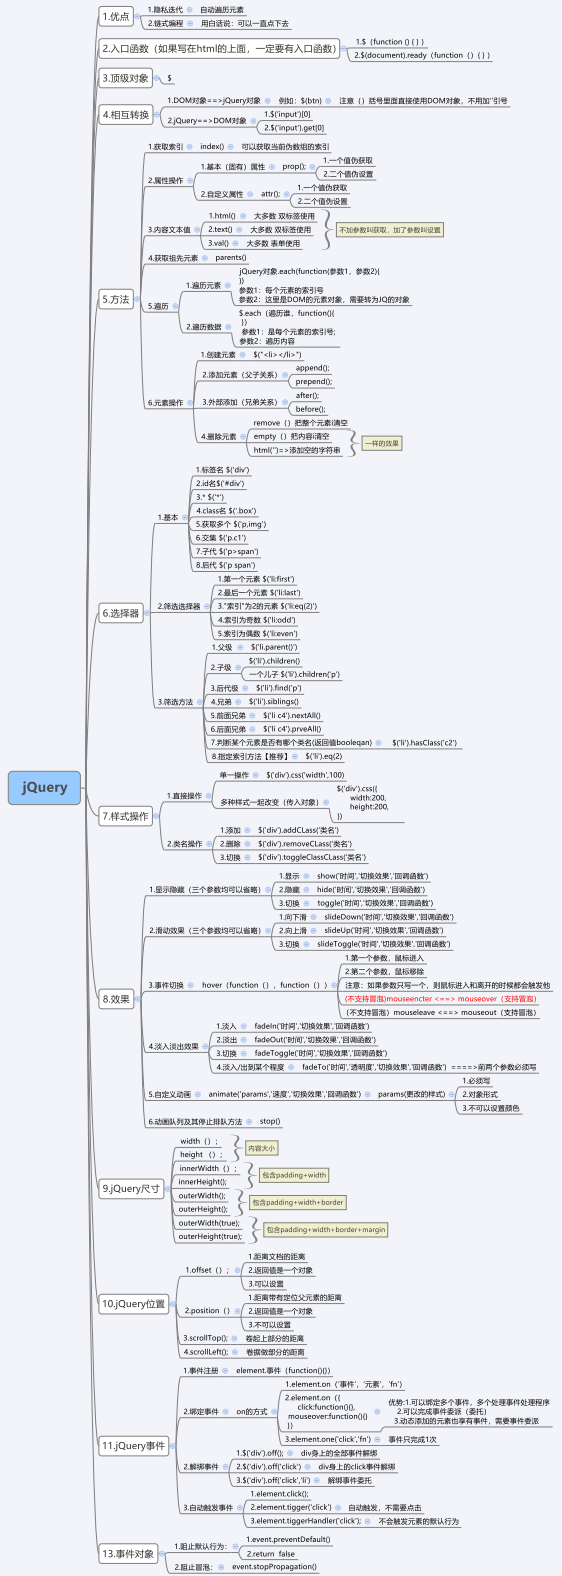 jQuery
1.优点
1.隐私迭代 自动遍历元素
2.链式编程 用白话说：可以一直点下去
2.入口函数（如果写在html的上面，一定要有入口函数)
1.$（function () { } )
2.$(document).ready（function（）{ } )
3.顶级对象
$
4.相互转换
1.DOM对象==>jQuery对象 例如：$(btn) 注意（）括号里面直接使用DOM对象，不用加''引号
2.jQuery==>DOM对象
1.$('input')[0]
2.$('input').get[0]
5.方法
1.获取索引 index() 可以获取当前伪数组的索引
2.属性操作
1.基本（固有）属性 prop();
1.一个值伪获取
2.二个值伪设置
2.自定义属性 attr();
1.一个值伪获取
2.二个值伪设置
3.内容文本值
1.html() 大多数 双标签使用
2.text() 大多数 双标签使用
3.val() 大多数 表单使用
不加参数叫获取，加了参数叫设置
4.获取祖先元素 parents()
5.遍历
1.遍历元素
jQuery对象.each(function(参数1，参数2){
})
参数1：每个元素的索引号
参数2：这里是DOM的元素对象，需要转为JQ的对象
2.遍历数据
$.each（遍历谁，function(){
})
参数1：是每个元素的索引号;
参数2：遍历内容
6.元素操作
1.创建元素 $("<li></li>")
2.添加元素（父子关系）
append();
prepend();
3.外部添加（兄弟关系）
after();
before();
4.删除元素
remove（）把整个元素i清空
empty（）把内容i清空
html('')=>添加空的字符串
一样的效果
6.选择器
1.基本
1.标签名 $('div')
2.id名$('#div')
3.* $('*')
4.class名 $('.box')
5.获取多个 $('p,img')
6.交集 $('p.c1')
7.子代 $('p>span')
8.后代 $('p span')
2.筛选选择器
1.第一个元素 $('li:first')
2.最后一个元素 $('li:last')
3."索引"为2的元素 $('li:eq(2)')
4.索引为奇数 $('li:odd')
5.索引为偶数 $('li:even')
3.筛选方法
1.父级 $('li.parent()')
2.子级
$('li').children()
一个儿子 $('li').children('p')
3.后代级 $('li').find('p')
4.兄弟 $('li').siblings()
5.前面兄弟 $('li c4').nextAll()
6.后面兄弟 $('li c4').prveAll()
7.判断某个元素是否有哪个类名(返回值booleqan) $('li').hasClass('c2')
8.指定索引方法【推荐】 $('li').eq(2)
7.样式操作
1.直接操作
单一操作 $('div').css('width',100)
多种样式一起改变（传入对象）
$('div').css({
width:200,
height:200,
})
2.类名操作
1.添加 $('div').addCLass('类名')
2.删除 $('div').removeCLass('类名')
3.切换 $('div').toggleClassCLass('类名')
8.效果
1.显示隐藏（三个参数均可以省略）
1.显示 show('时间','切换效果','回调函数')
2.隐藏 hide('时间','切换效果','回调函数')
3.切换 toggle('时间','切换效果','回调函数')
2.滑动效果（三个参数均可以省略）
1.向下滑 slideDown('时间','切换效果','回调函数')
2.向上滑 slideUp('时间','切换效果','回调函数')
3.切换 slideToggle('时间','切换效果','回调函数')
3.事件切换 hover（function（）, function（））
1.第一个参数，鼠标进入
2.第二个参数，鼠标移除
注意：如果参数只写一个，则鼠标进入和离开的时候都会触发他
(不支持冒泡)mouseencter <==> mouseover（支持冒泡）
(不支持冒泡）mouseleave <==> mouseout（支持冒泡）
4.淡入淡出效果
1.淡入 fadeIn('时间','切换效果','回调函数')
2.淡出 fadeOut('时间','切换效果','回调函数')
3.切换 fadeToggle('时间','切换效果','回调函数')
4.淡入/出到某个程度 fadeTo('时间','透明度','切换效果','回调函数') ====>前两个参数必须写
5.自定义动画 animate('params','速度','切换效果','回调函数') params(更改的样式)
1.必须写
2.对象形式
3.不可以设置颜色
6.动画队列及其停止排队方法 stop()
9.jQuery尺寸
width（）;
height （）;
内容大小
innerWidth（）;
innerHeight();
包含padding+width
outerWidth();
outerHeight();
包含padding+width+border
outerWidth(true);
outerHeight(true);
包含padding+width+border+margin
10.jQuery位置
1.offset（）;
1.距离文档的距离
2.返回值是一个对象
3.可以设置
2.position（）
1.距离带有定位父元素的距离
2.返回值是一个对象
3.不可以设置
3.scrollTop(); 卷起上部分的距离
4.scrollLeft(); 卷据做部分的距离
11.jQuery事件
1.事件注册 element.事件（function(){}）
2.绑定事件 on的方式
1.element.on（'事件'，'元素'，'fn'）
2.element.on（{
click:function(){},
mouseover:function(){}
})
优势:1.可以绑定多个事件，多个处理事件处理程序
2.可以完成事件委派（委托）
3.动态添加的元素也享有事件，需要事件委派
3.element.one('click','fn') 事件只完成1次
2.解绑事件
1.$('div').off(); div身上的全部事件解绑
2.$('div').off('click') div身上的click事件解绑
3.$('div').off('click','li') 解绑事件委托
3.自动触发事件
1.element.click();
2.element.tigger('click') 自动触发，不需要点击
3.element.tiggerHandler('click'); 不会触发元素的默认行为
13.事件对象
1.阻止默认行为：
1.event.preventDefault()
2.return false
2.阻止冒泡： event.stopPropagation()